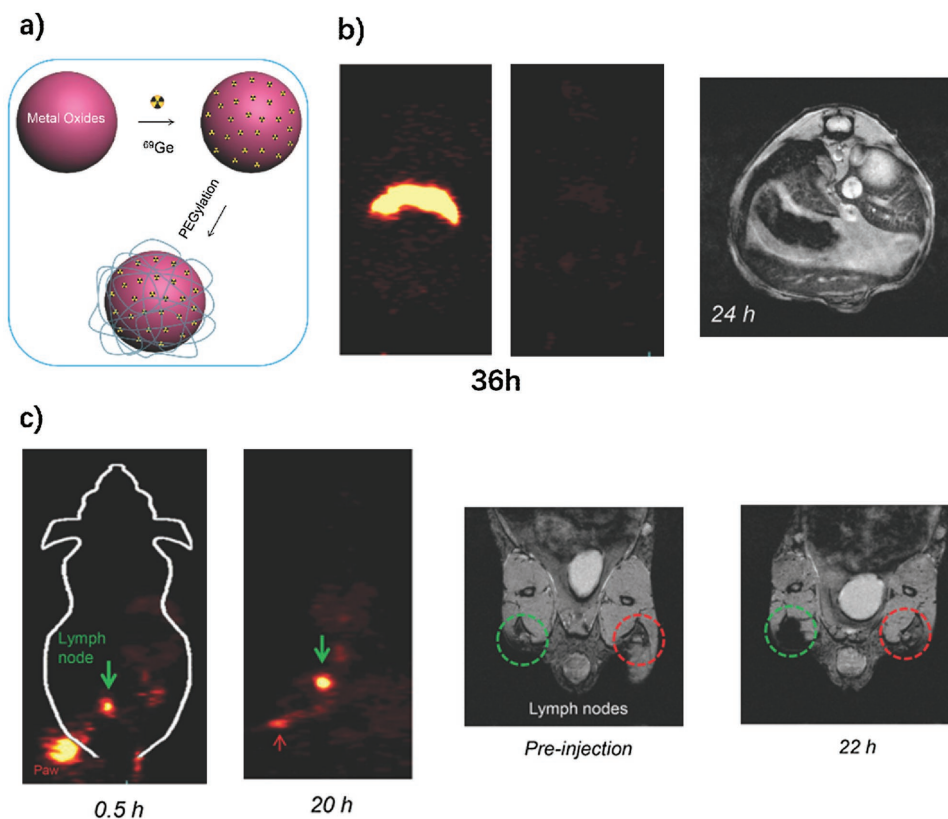 a)
Metal Oxides
⁶⁹Ge
PEGylation
b)
24 h
36h
c)
Lymph
node
Paw
0.5 h
20 h
Lymph nodes
Pre-injection
22 h